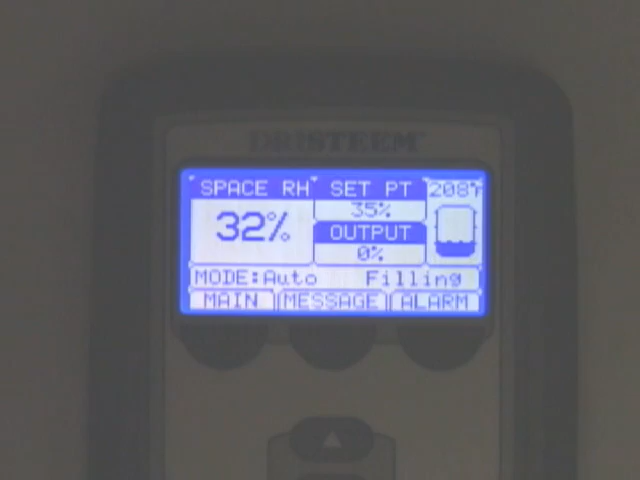 DRISTEEM
SPACE RH SET PT 208°F
32% 35%
OUTPUT
0%
MODE:Auto Filling
MAIN MESSAGE ALARM